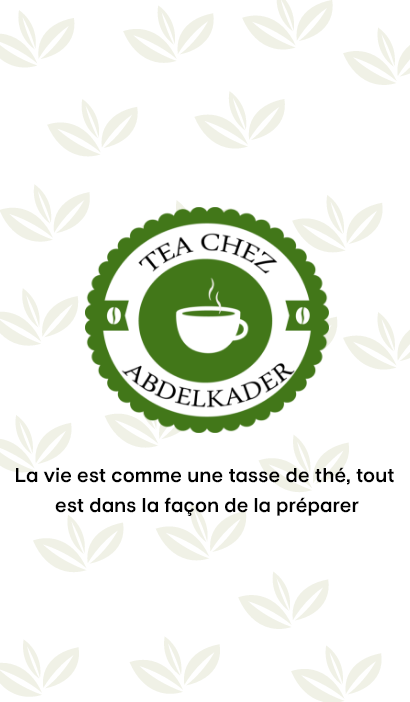 TEA CHEZ
ABDELKADER
La vie est comme une tasse de thé, tout
est dans la façon de la préparer